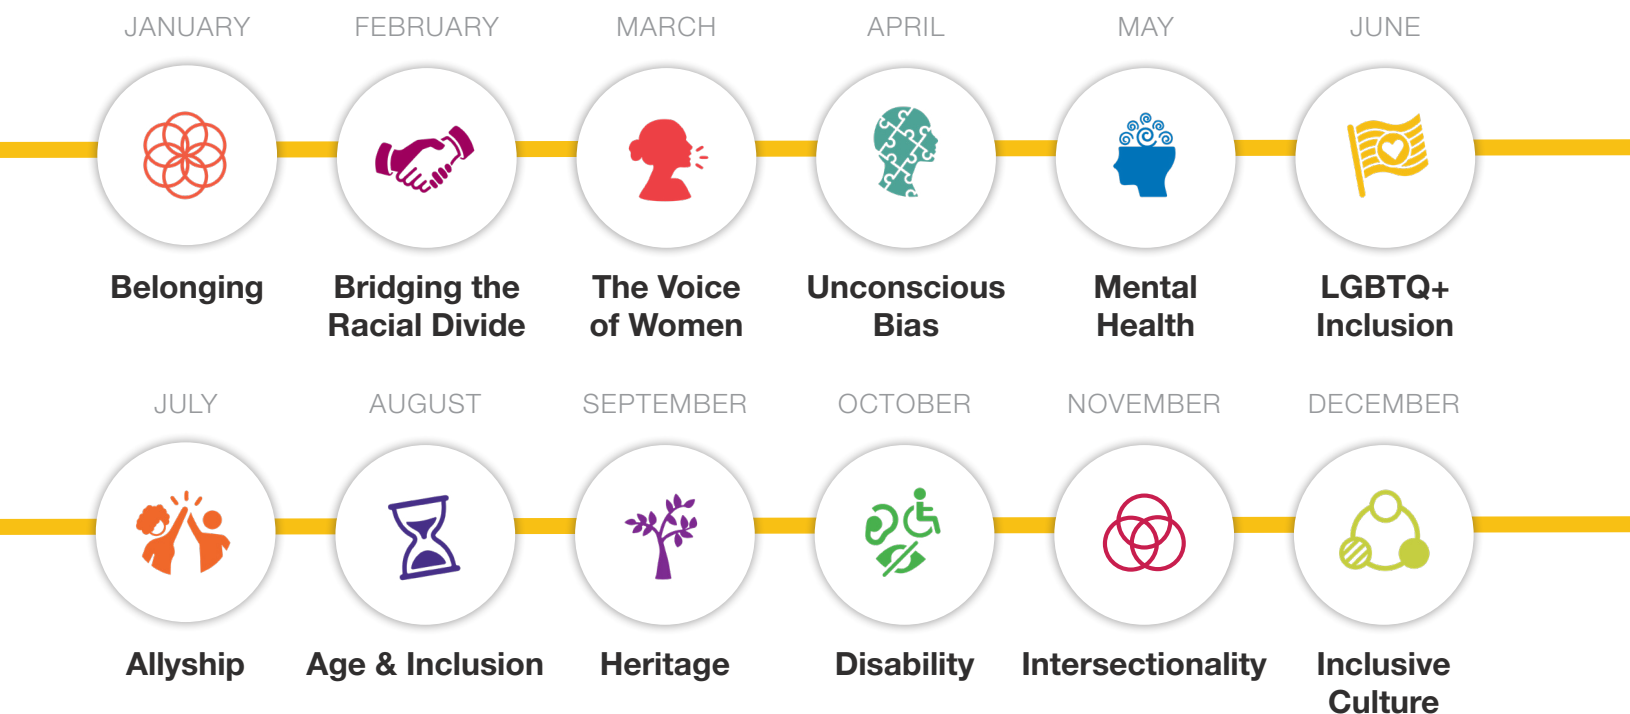 JANUARY FEBRUARY MARCH APRIL MAY JUNE
Belonging Bridging the The Voice Unconscious Mental LGBTQ+
Racial Divide of Women Bias Health Inclusion
JULY AUGUST SEPTEMBER OCTOBER NOVEMBER DECEMBER
Allyship Age & Inclusion Heritage Disability Intersectionality Inclusive
Culture